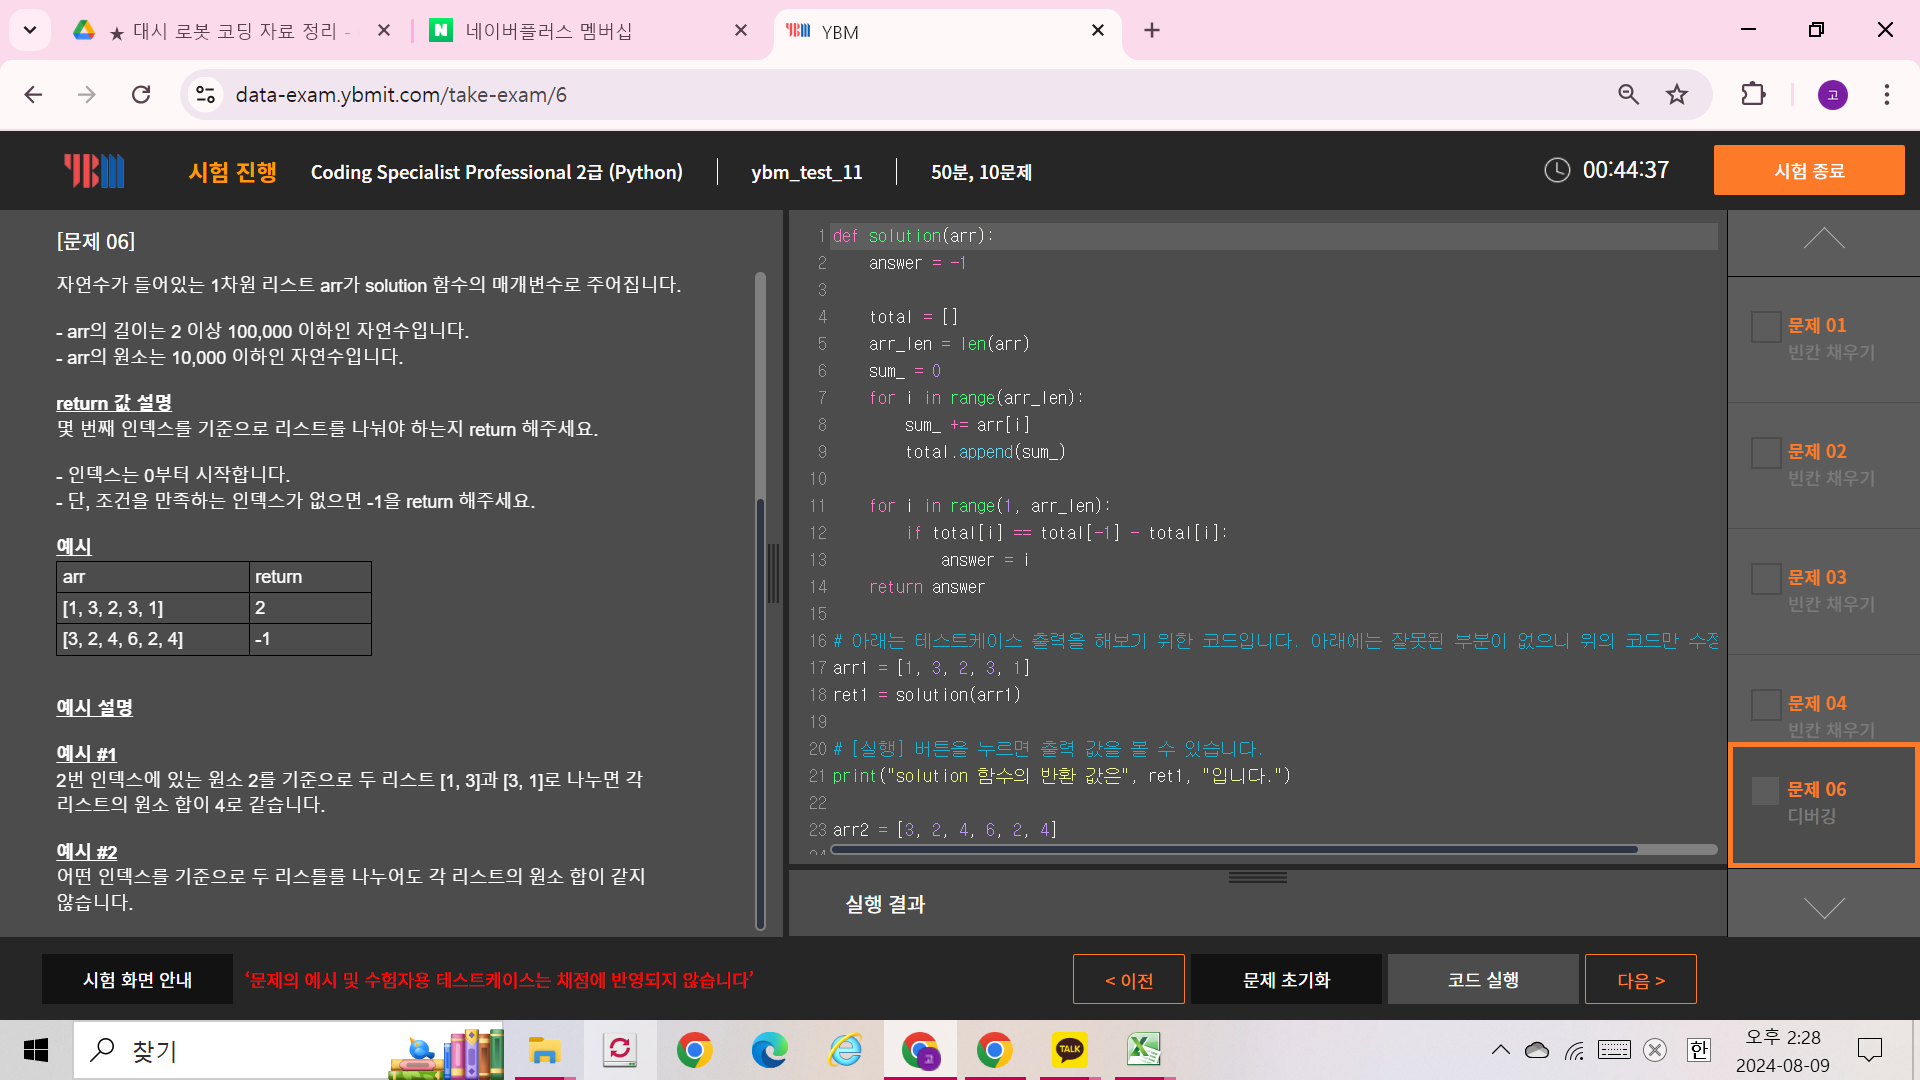 ★ 대시 로봇 코딩 자료 정리 -
네이버플러스 멤버십
YBM
data-exam.ybmit.com/take-exam/6
고
YBM
시험 진행
Coding Specialist Professional 2급 (Python)
ybm_test_11
50분, 10문제
00:44:37
시험 종료
[문제 06]
자연수가 들어있는 1차원 리스트 arr가 solution 함수의 매개변수로 주어집니다.
- arr의 길이는 2 이상 100,000 이하인 자연수입니다.
- arr의 원소는 10,000 이하인 자연수입니다.
return 값 설명
몇 번째 인덱스를 기준으로 리스트를 나눠야 하는지 return 해주세요.
- 인덱스는 0부터 시작합니다.
- 단, 조건을 만족하는 인덱스가 없으면 -1을 return 해주세요.
예시
arr return
[1, 3, 2, 3, 1] 2
[3, 2, 4, 6, 2, 4] -1
예시 설명
예시 #1
2번 인덱스에 있는 원소 2를 기준으로 두 리스트 [1, 3]과 [3, 1]로 나누면 각
리스트의 원소 합이 4로 같습니다.
예시 #2
어떤 인덱스를 기준으로 두 리스틀를 나누어도 각 리스트의 원소 합이 같지
않습니다.
1 def solution(arr):
2 answer = -1
3
4 total = []
5 arr_len = len(arr)
6 sum_ = 0
7 for i in range(arr_len):
8 sum_ += arr[i]
9 total.append(sum_)
10
11 for i in range(1, arr_len):
12 if total[i] == total[-1] - total[i]:
13 answer = i
14 return answer
15
16 # 아래는 테스트케이스 출력을 해보기 위한 코드입니다. 아래에는 잘못된 부분이 없으니 위의 코드만 수정
17 arr1 = [1, 3, 2, 3, 1]
18 ret1 = solution(arr1)
19
20 # [실행] 버튼을 누르면 출력 값을 볼 수 있습니다.
21 print("solution 함수의 반환 값은", ret1, "입니다.")
22
23 arr2 = [3, 2, 4, 6, 2, 4]
24
실행 결과
문제 01
빈칸 채우기
문제 02
빈칸 채우기
문제 03
빈칸 채우기
문제 04
빈칸 채우기
문제 06
디버깅
시험 화면 안내
‘문제의 예시 및 수험자용 테스트케이스는 채점에 반영되지 않습니다’
< 이전
문제 초기화
코드 실행
다음 >
찾기
고
TALK
한
오후 2:28
2024-08-09